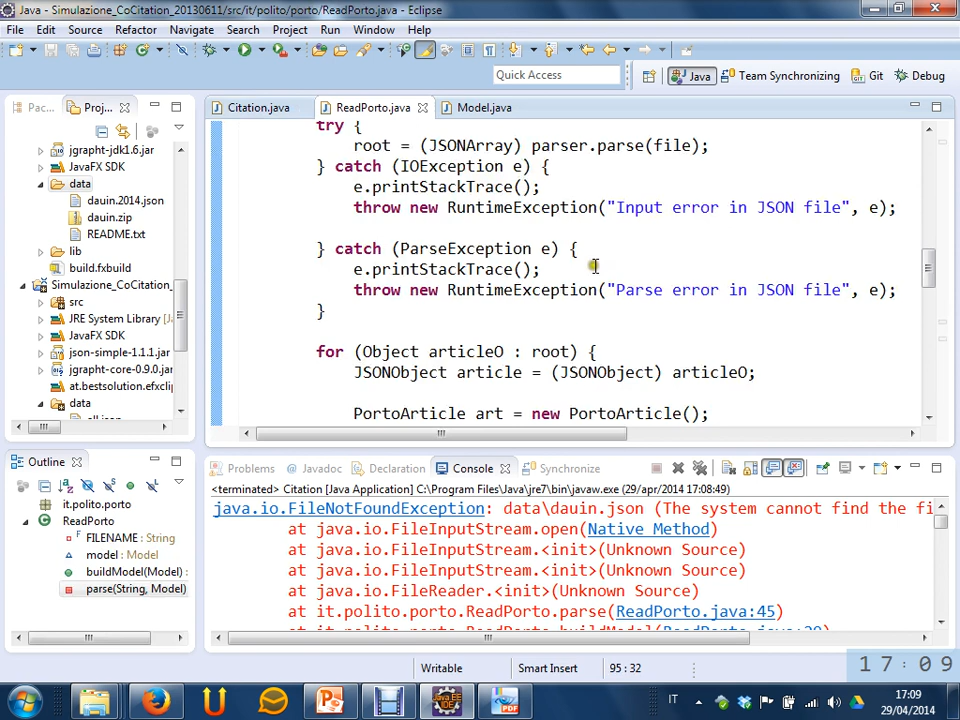 Java - Simulazione_CoCitation_20130611/src/it/polito/porto/ReadPorto.java - Eclipse
File Edit Source Refactor Navigate Search Project Run Window Help
Quick Access
Java Team Synchronizing Git Debug
Pac... Proj...
Citation.java ReadPorto.java Model.java
jgrapht-jdk1.6.jar
JavaFX SDK
data
dauin.2014.json
dauin.zip
README.txt
lib
build.fxbuild
Simulazione_CoCitation_
src
JRE System Library [Ja
JavaFX SDK
json-simple-1.1.1.jar
jgrapht-core-0.9.0.jar
at.bestsolution.efxclip
data
try {
root = (JSONArray) parser.parse(file);
} catch (IOException e) {
e.printStackTrace();
throw new RuntimeException("Input error in JSON file", e);
} catch (ParseException e) {
e.printStackTrace();
throw new RuntimeException("Parse error in JSON file", e);
}
for (Object articleO : root) {
JSONObject article = (JSONObject) articleO;
PortoArticle art = new PortoArticle();
Outline
it.polito.porto
ReadPorto
FILENAME : String
model : Model
buildModel(Model) :
parse(String, Model)
Problems Javadoc Declaration Console Synchronize
<terminated> Citation [Java Application] C:\Program Files\Java\jre7\bin\javaw.exe (29/apr/2014 17:08:49)
java.io.FileNotFoundException: data\dauin.json (The system cannot find the fi
at java.io.FileInputStream.open(Native Method)
at java.io.FileInputStream.<init>(Unknown Source)
at java.io.FileInputStream.<init>(Unknown Source)
at java.io.FileReader.<init>(Unknown Source)
at it.polito.porto.ReadPorto.parse(ReadPorto.java:45)
Writable Smart Insert 95 : 32
17:09
IT
17:09
29/04/2014